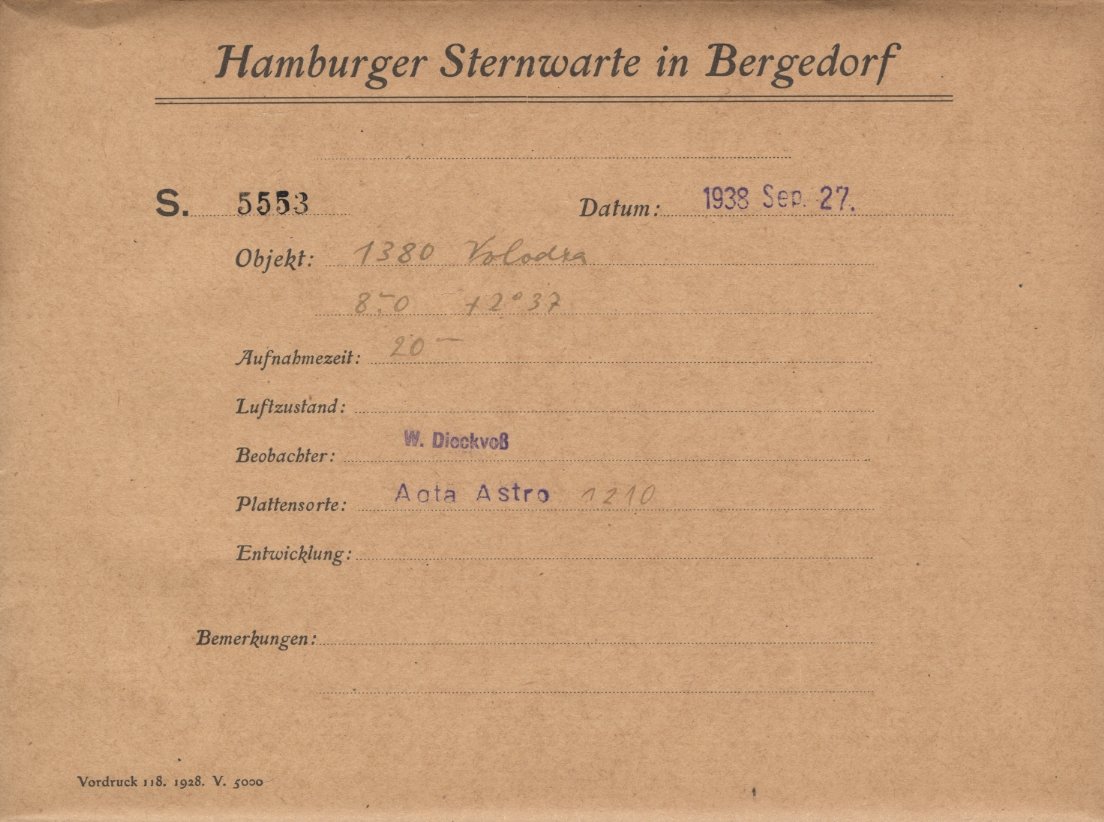 Hamburger Sternwarte in Bergedorf
S. 5553 Datum: 1938 Sep. 27.
Objekt: 1380 Volodia
+2°37
Aufnahmezeit: 20
Luftzustand:
Beobachter: W. Dieckvoß
Plattensorte: Agfa Astro 1210
Entwicklung:
Bemerkungen:
Vordruck 118. 1928. V. 5000